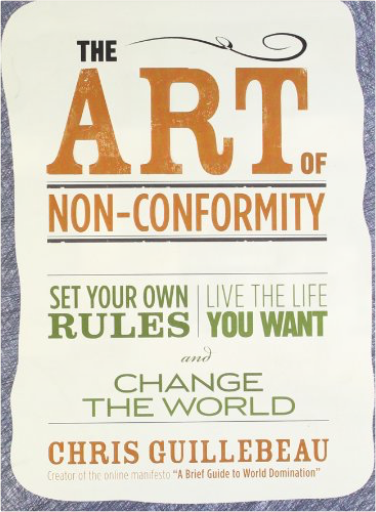 THE
ART
OF
NON-CONFORMITY
SET YOUR OWN
RULES
LIVE THE LIFE
YOU WANT
and
CHANGE
THE WORLD
CHRIS GUILLEBEAU
Creator of the online manifesto “A Brief Guide to World Domination”